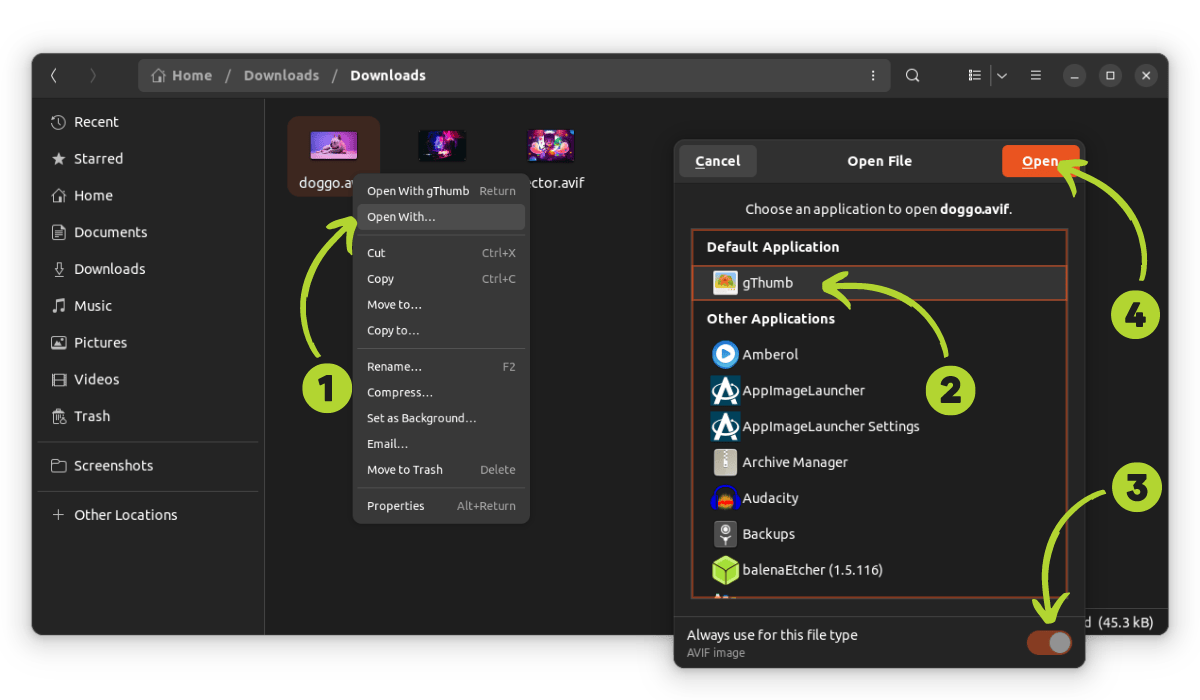 Home / Downloads / Downloads
Recent
Starred
Home
Documents
Downloads
Music
Pictures
Videos
Trash
Screenshots
Other Locations
doggo.av
ctor.avif
Open With gThumb Return
Open With...
Cut Ctrl+X
Copy Ctrl+C
Move to...
Copy to...
Rename... F2
Compress...
Set as Background...
Email...
Move to Trash Delete
Properties Alt+Return
1
Cancel Open File Open
Choose an application to open doggo.avif.
Default Application
gThumb
Other Applications
Amberol
AppImageLauncher
AppImageLauncher Settings
Archive Manager
Audacity
Backups
balenaEtcher (1.5.116)
Always use for this file type
AVIF image
2
3
4
d (45.3 kB)